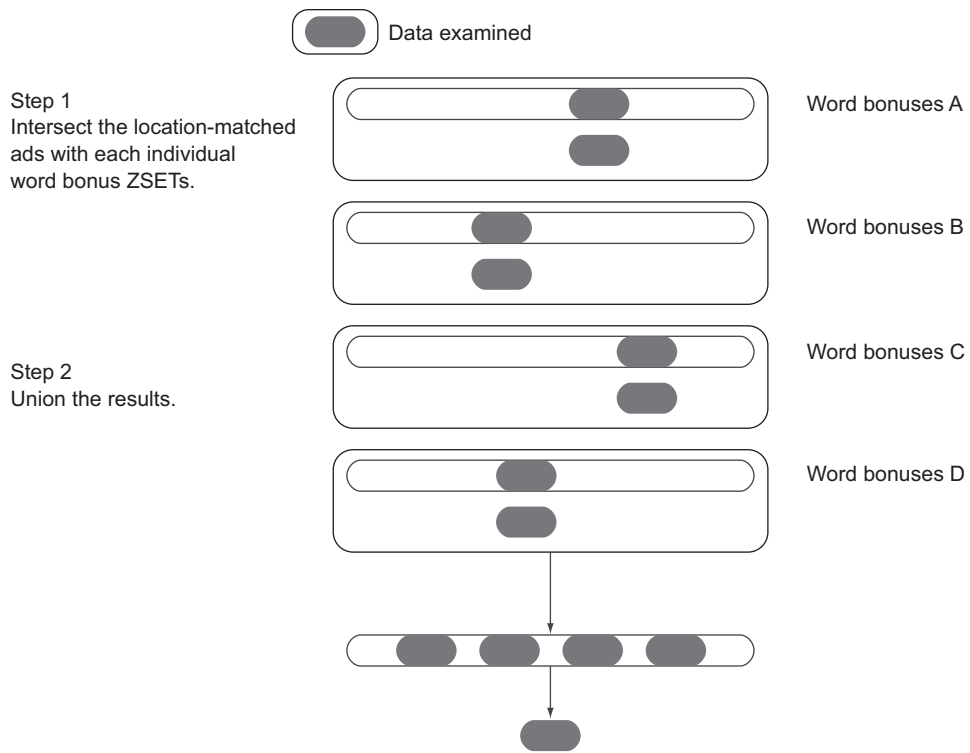 Data examined
Step 1
Intersect the location-matched
ads with each individual
word bonus ZSETs.
Word bonuses A
Word bonuses B
Word bonuses C
Step 2
Union the results.
Word bonuses D